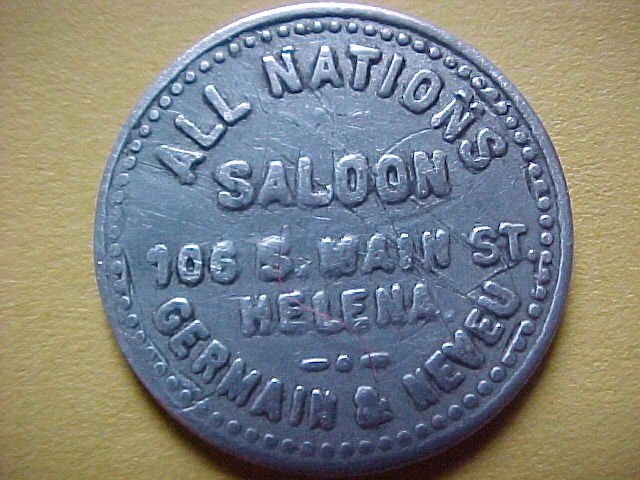 ALL NATIONS
SALOON
106 S. MAIN ST.
HELENA.
GERMAIN & NEVEU